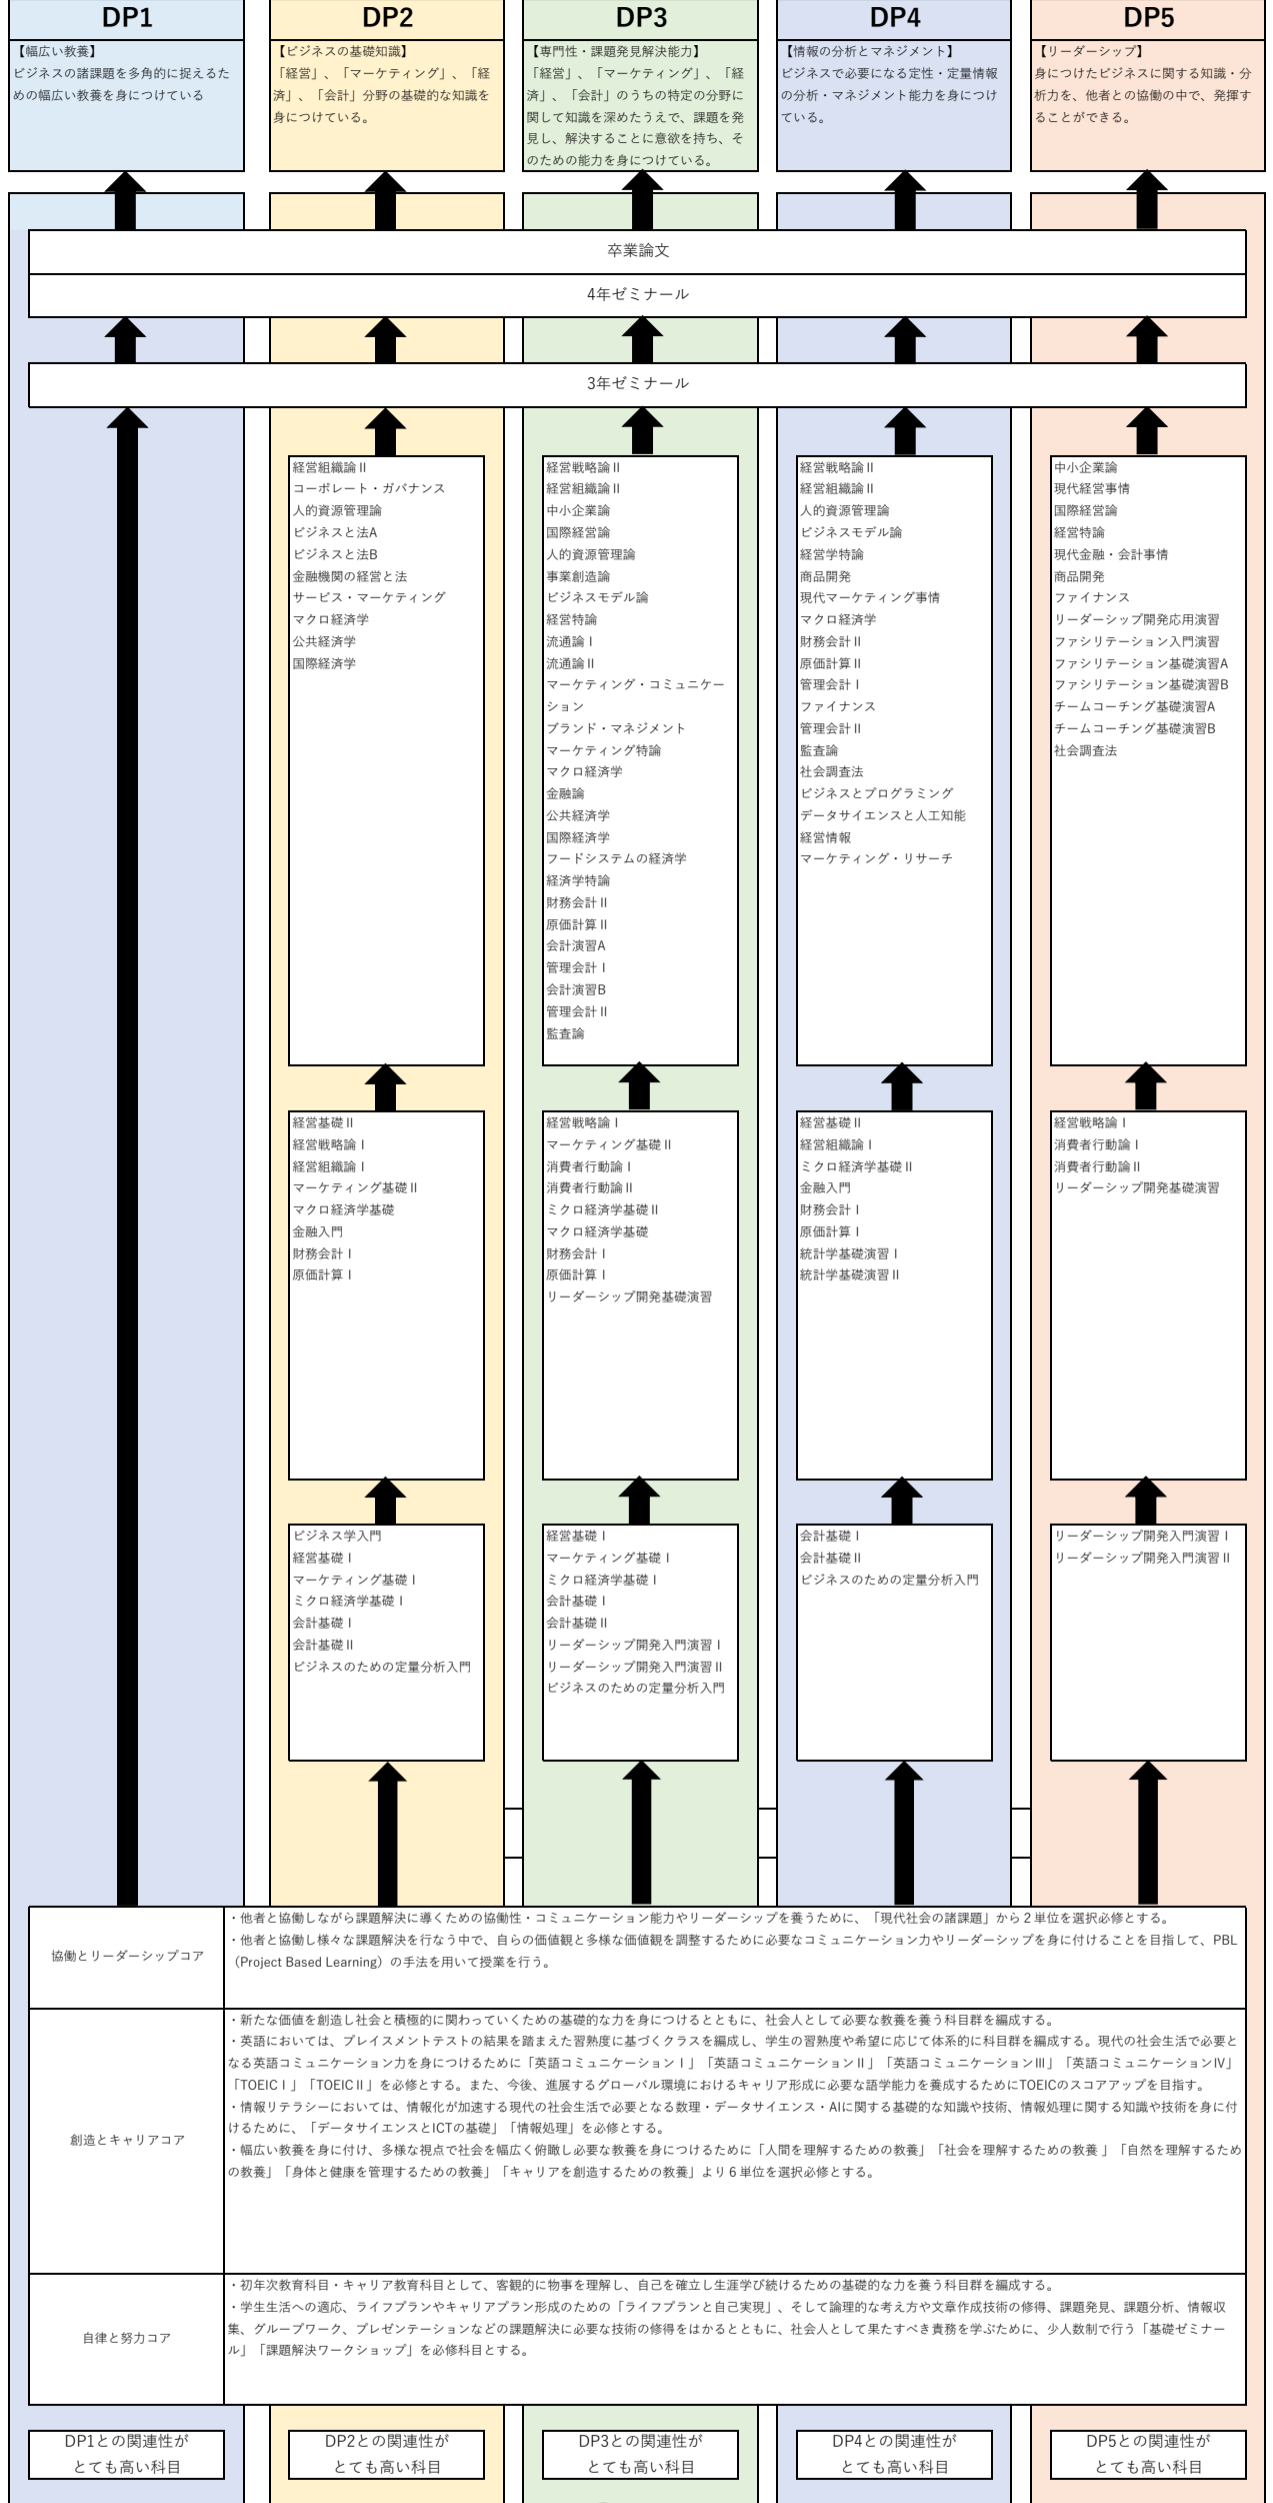 DP1
【幅広い教養】
ビジネスの諸課題を多角的に捉えるた
めの幅広い教養を身につけている
DP2
【ビジネスの基礎知識】
「経営」、「マーケティング」、「経
済」、「会計」分野の基礎的な知識を
身につけている。
DP3
【専門性・課題発見解決能力】
「経営」、「マーケティング」、「経
済」、「会計」のうちの特定の分野に
関して知識を深めたうえで、課題を発
見し、解決することに意欲を持ち、そ
のための能力を身につけている。
DP4
【情報の分析とマネジメント】
ビジネスで必要になる定性・定量情報
の分析・マネジメント能力を身につけ
ている。
DP5
【リーダーシップ】
身につけたビジネスに関する知識・分
析力を、他者との協働の中で、発揮す
ることができる。
卒業論文
4年ゼミナール
3年ゼミナール
経営組織論Ⅱ
コーポレート・ガバナンス
人的資源管理論
ビジネスと法A
ビジネスと法B
金融機関の経営と法
サービス・マーケティング
マクロ経済学
公共経済学
国際経済学
経営戦略論Ⅱ
経営組織論Ⅱ
中小企業論
国際経営論
人的資源管理論
事業創造論
ビジネスモデル論
経営特論
流通論Ⅰ
流通論Ⅱ
マーケティング・コミュニケー
ション
ブランド・マネジメント
マーケティング特論
マクロ経済学
金融論
公共経済学
国際経済学
フードシステムの経済学
経済学特論
財務会計Ⅱ
原価計算Ⅱ
会計演習A
管理会計Ⅰ
会計演習B
管理会計Ⅱ
監査論
経営戦略論Ⅱ
経営組織論Ⅱ
人的資源管理論
ビジネスモデル論
経営学特論
商品開発
現代マーケティング事情
マクロ経済学
財務会計Ⅱ
原価計算Ⅱ
管理会計Ⅰ
ファイナンス
管理会計Ⅱ
監査論
社会調査法
ビジネスとプログラミング
データサイエンスと人工知能
経営情報
マーケティング・リサーチ
中小企業論
現代経営事情
国際経営論
経営特論
現代金融・会計事情
商品開発
ファイナンス
リーダーシップ開発応用演習
ファシリテーション入門演習
ファシリテーション基礎演習A
ファシリテーション基礎演習B
チームコーチング基礎演習A
チームコーチング基礎演習B
社会調査法
経営基礎Ⅱ
経営戦略論Ⅰ
経営組織論Ⅰ
マーケティング基礎Ⅱ
マクロ経済学基礎
金融入門
財務会計Ⅰ
原価計算Ⅰ
経営戦略論Ⅰ
マーケティング基礎Ⅱ
消費者行動論Ⅰ
消費者行動論Ⅱ
ミクロ経済学基礎Ⅱ
マクロ経済学基礎
財務会計Ⅰ
原価計算Ⅰ
リーダーシップ開発基礎演習
経営基礎Ⅱ
経営組織論Ⅰ
ミクロ経済学基礎Ⅱ
金融入門
財務会計Ⅰ
原価計算Ⅰ
統計学基礎演習Ⅰ
統計学基礎演習Ⅱ
経営戦略論Ⅰ
消費者行動論Ⅰ
消費者行動論Ⅱ
リーダーシップ開発基礎演習
ビジネス学入門
経営基礎Ⅰ
マーケティング基礎Ⅰ
ミクロ経済学基礎Ⅰ
会計基礎Ⅰ
会計基礎Ⅱ
ビジネスのための定量分析入門
経営基礎Ⅰ
マーケティング基礎Ⅰ
ミクロ経済学基礎Ⅰ
会計基礎Ⅰ
会計基礎Ⅱ
リーダーシップ開発入門演習Ⅰ
リーダーシップ開発入門演習Ⅱ
ビジネスのための定量分析入門
会計基礎Ⅰ
会計基礎Ⅱ
ビジネスのための定量分析入門
リーダーシップ開発入門演習Ⅰ
リーダーシップ開発入門演習Ⅱ
協働とリーダーシップコア
・他者と協働しながら課題解決に導くための協働性・コミュニケーション能力やリーダーシップを養うために、「現代社会の諸課題」から２単位を選択必修とする。
・他者と協働し様々な課題解決を行なう中で、自らの価値観と多様な価値観を調整するために必要なコミュニケーション力やリーダーシップを身に付けることを目指して、PBL
（Project Based Learning）の手法を用いて授業を行う。
創造とキャリアコア
・新たな価値を創造し社会と積極的に関わっていくための基礎的な力を身につけるとともに、社会人として必要な教養を養う科目群を編成する。
・英語においては、プレイスメントテストの結果を踏まえた習熟度に基づくクラスを編成し、学生の習熟度や希望に応じて体系的に科目群を編成する。現代の社会生活で必要と
なる英語コミュニケーション力を身につけるために「英語コミュニケーションⅠ」「英語コミュニケーションⅡ」「英語コミュニケーションⅢ」「英語コミュニケーションⅣ」
「TOEICⅠ」「TOEICⅡ」を必修とする。また、今後、進展するグローバル環境におけるキャリア形成に必要な語学能力を養成するためにTOEICのスコアアップを目指す。
・情報リテラシーにおいては、情報化が加速する現代の社会生活で必要となる数理・データサイエンス・AIに関する基礎的な知識や技術、情報処理に関する知識や技術を身に付
けるために、「データサイエンスとICTの基礎」「情報処理」を必修とする。
・幅広い教養を身に付け、多様な視点で社会を幅広く俯瞰し必要な教養を身につけるために「人間を理解するための教養」「社会を理解するための教養 」「自然を理解するため
の教養」「身体と健康を管理するための教養」「キャリアを創造するための教養」より６単位を選択必修とする。
自律と努力コア
・初年次教育科目・キャリア教育科目として、客観的に物事を理解し、自己を確立し生涯学び続けるための基礎的な力を養う科目群を編成する。
・学生生活への適応、ライフプランやキャリアプラン形成のための「ライフプランと自己実現」、そして論理的な考え方や文章作成技術の修得、課題発見、課題分析、情報収
集、グループワーク、プレゼンテーションなどの課題解決に必要な技術の修得をはかるとともに、社会人として果たすべき責務を学ぶために、少人数制で行う「基礎ゼミナー
ル」「課題解決ワークショップ」を必修科目とする。
DP1との関連性が
とても高い科目
DP2との関連性が
とても高い科目
DP3との関連性が
とても高い科目
DP4との関連性が
とても高い科目
DP5との関連性が
とても高い科目